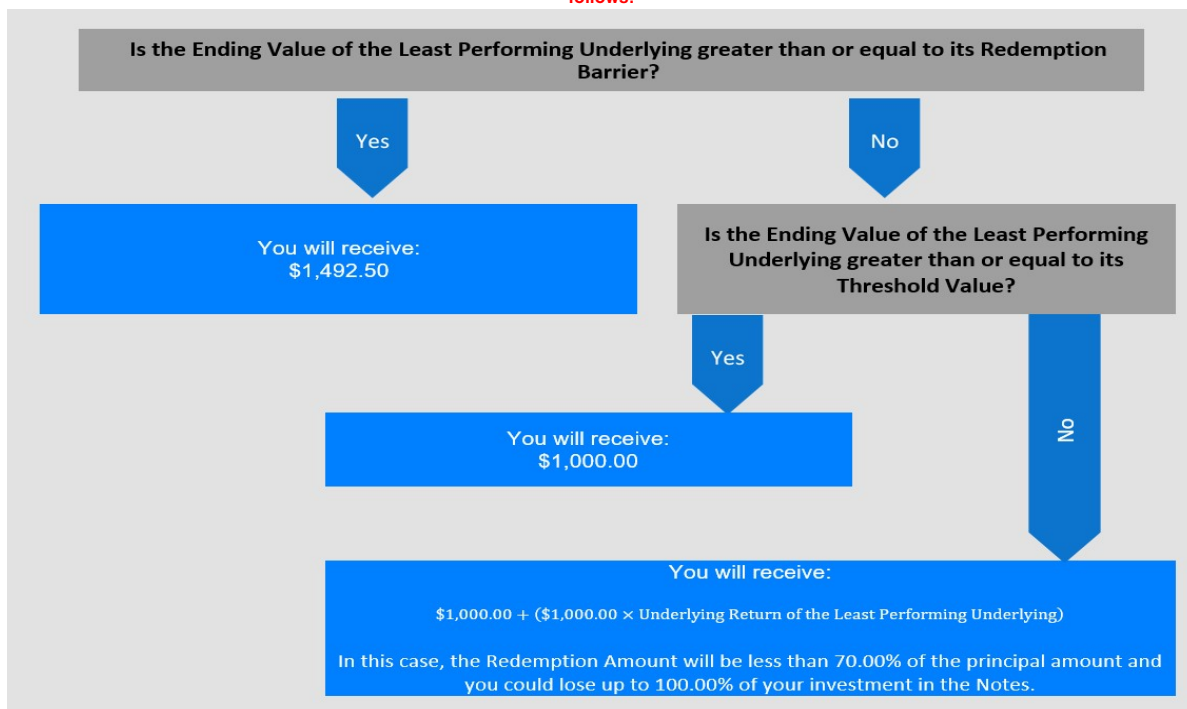 follows:
Is the Ending Value of the Least Performing Underlying greater than or equal to its Redemption
Barrier?
Yes
No
You will receive:
$1,492.50
Is the Ending Value of the Least Performing
Underlying greater than or equal to its
Threshold Value?
Yes
No
You will receive:
$1,000.00
You will receive:
$1,000.00 + ($1,000.00 × Underlying Return of the Least Performing Underlying)
In this case, the Redemption Amount will be less than 70.00% of the principal amount and
you could lose up to 100.00% of your investment in the Notes.